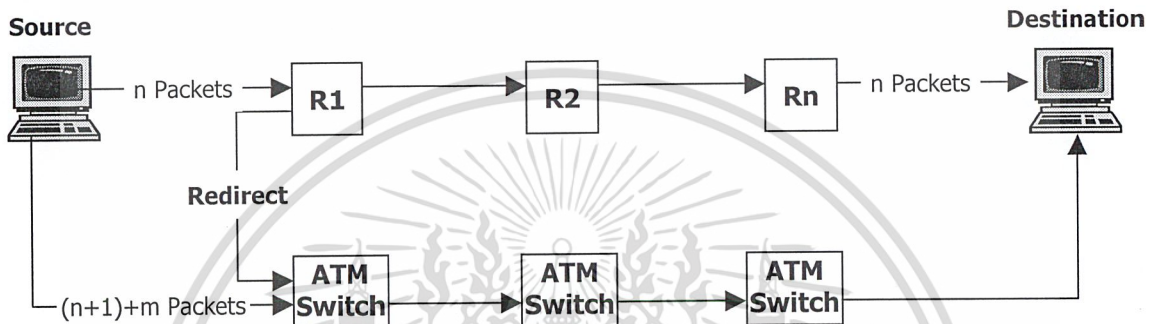 Source
Destination
n Packets
R1
R2
Rn
n Packets
Redirect
(n+1)+m Packets
ATM
Switch
ATM
Switch
ATM
Switch